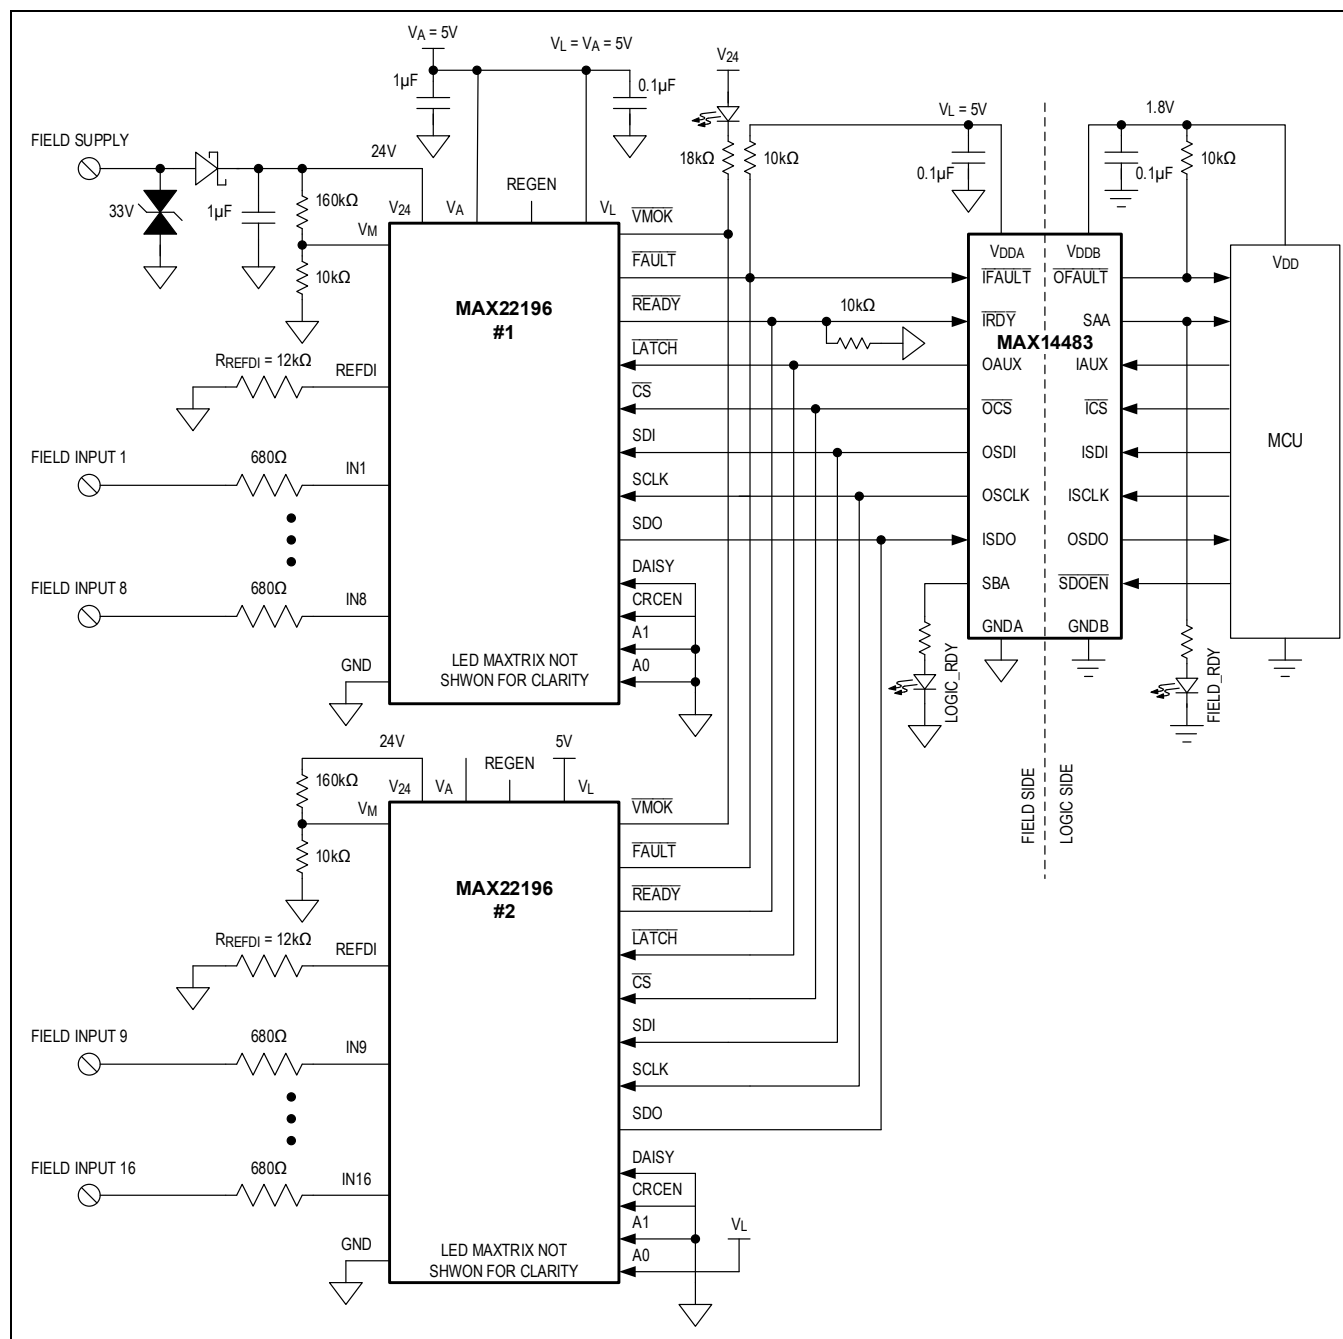 VA = 5V
VL = VA = 5V
1µF
0.1µF
V24
FIELD SUPPLY
24V
33V
1µF
160kΩ
10kΩ
VM
V24
VA
REGEN
VL
18kΩ
10kΩ
VL = 5V
0.1µF
1.8V
0.1µF
10kΩ
MAX22196
#1
VMOK
FAULT
READY
LATCH
CS
SDI
SCLK
SDO
DAISY
CRCEN
A1
A0
10kΩ
RREFDI = 12kΩ
REFDI
FIELD INPUT 1
680Ω
IN1
FIELD INPUT 8
680Ω
IN8
GND
LED MAXTRIX NOT
SHWON FOR CLARITY
VDDA
VDDB
IFAULT
OFAULT
IRDY
SAA
MAX14483
OAUX
IAUX
OCS
ICS
OSDI
ISDI
OSCLK
ISCLK
ISDO
OSDO
SBA
SDOEN
GNDA
GNDB
VDD
MCU
LOGIC_RDY
FIELD_RDY
FIELD SIDE
LOGIC SIDE
24V
5V
160kΩ
10kΩ
VM
V24
VA
REGEN
VL
MAX22196
#2
VMOK
FAULT
READY
LATCH
CS
SDI
SCLK
SDO
DAISY
CRCEN
A1
A0
VL
RREFDI = 12kΩ
REFDI
FIELD INPUT 9
680Ω
IN9
FIELD INPUT 16
680Ω
IN16
GND
LED MAXTRIX NOT
SHWON FOR CLARITY